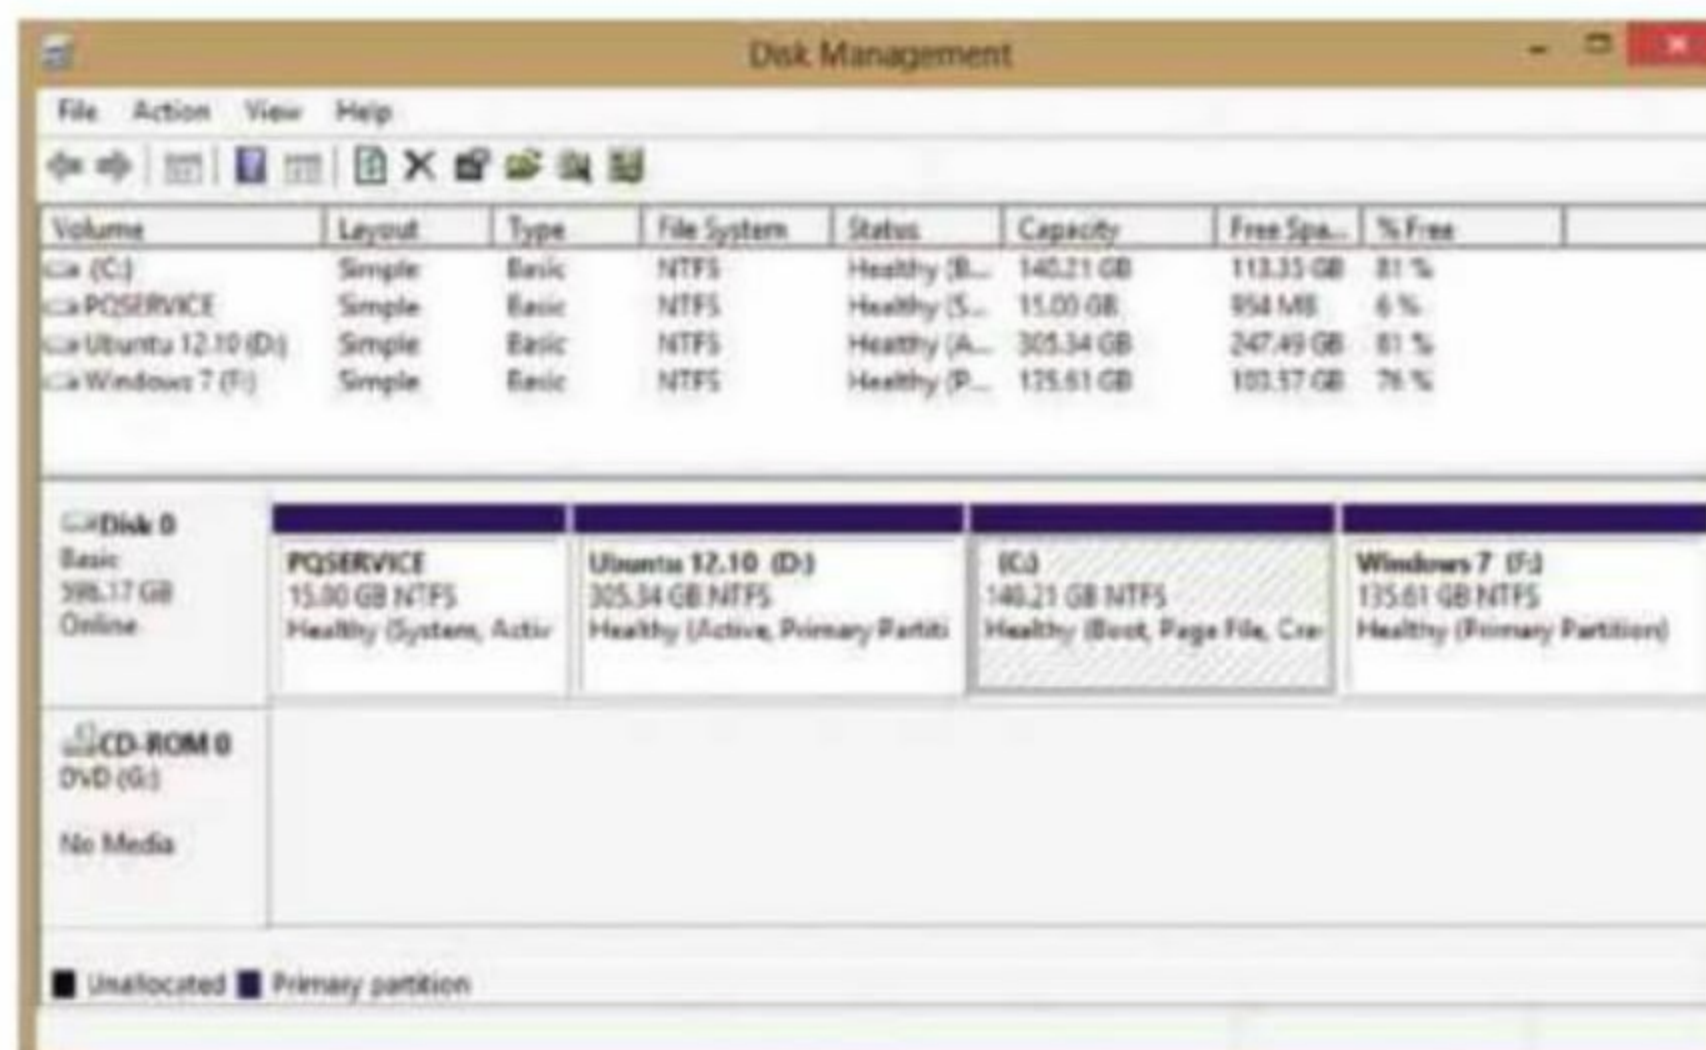 Disk Management
File Action View Help
Volume Layout Type File System Status Capacity Free Spa... % Free
(C:) Simple Basic NTFS Healthy (B... 140.21 GB 113.35 GB 81 %
PQSERVICE Simple Basic NTFS Healthy (S... 15.00 GB 954 MB 6 %
Ubuntu 12.10 (D:) Simple Basic NTFS Healthy (A... 305.34 GB 247.49 GB 81 %
Windows 7 (F:) Simple Basic NTFS Healthy (P... 135.61 GB 103.57 GB 76 %
Disk 0
Basic
596.17 GB
Online
PQSERVICE
15.00 GB NTFS
Healthy (System, Activ
Ubuntu 12.10 (D:)
305.34 GB NTFS
Healthy (Active, Primary Partiti
(C:)
140.21 GB NTFS
Healthy (Boot, Page File, Cra
Windows 7 (F:)
135.61 GB NTFS
Healthy (Primary Partition)
CD-ROM 0
DVD (G:)
No Media
Unallocated Primary partition